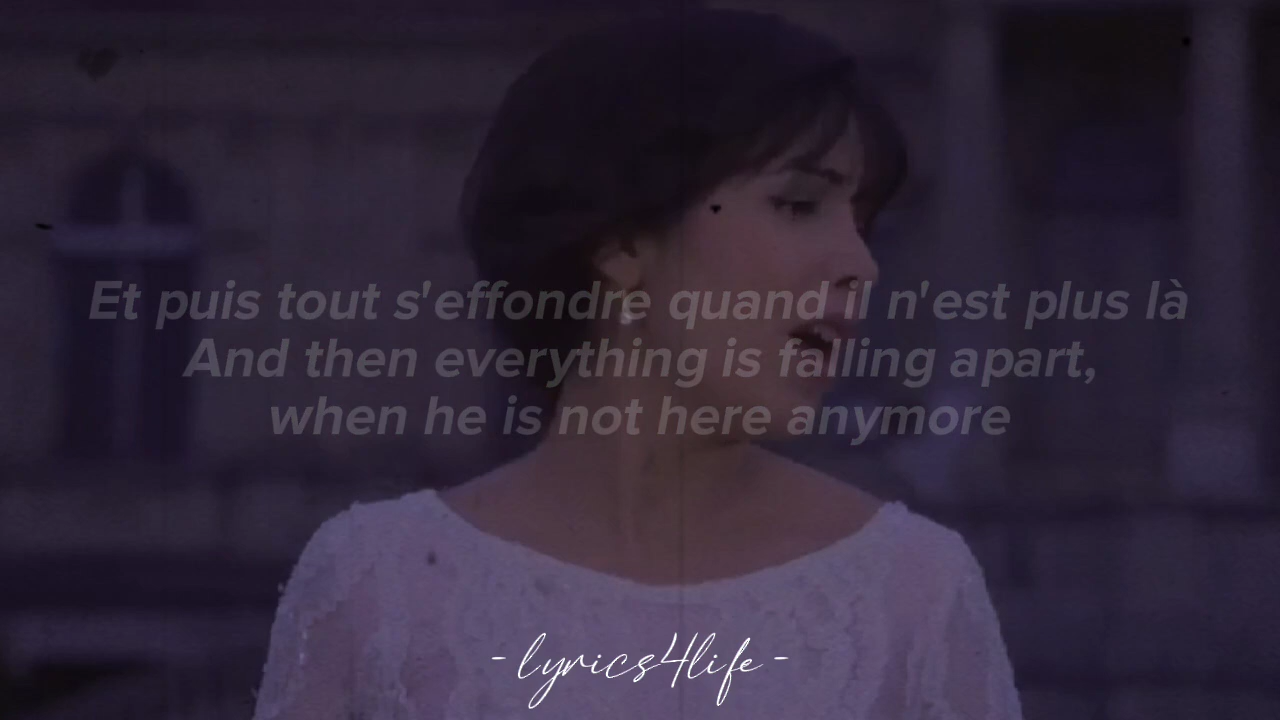 Et puis tout s'effondre quand il n'est plus là
And then everything is falling apart,
when he is not here anymore
-lyrics4life-